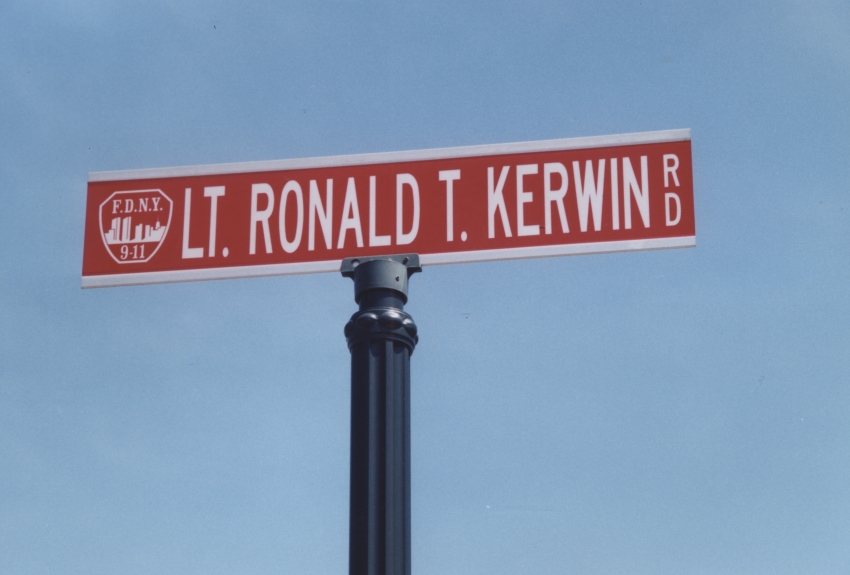 F.D.N.Y.
9-11
LT. RONALD T. KERWIN RD